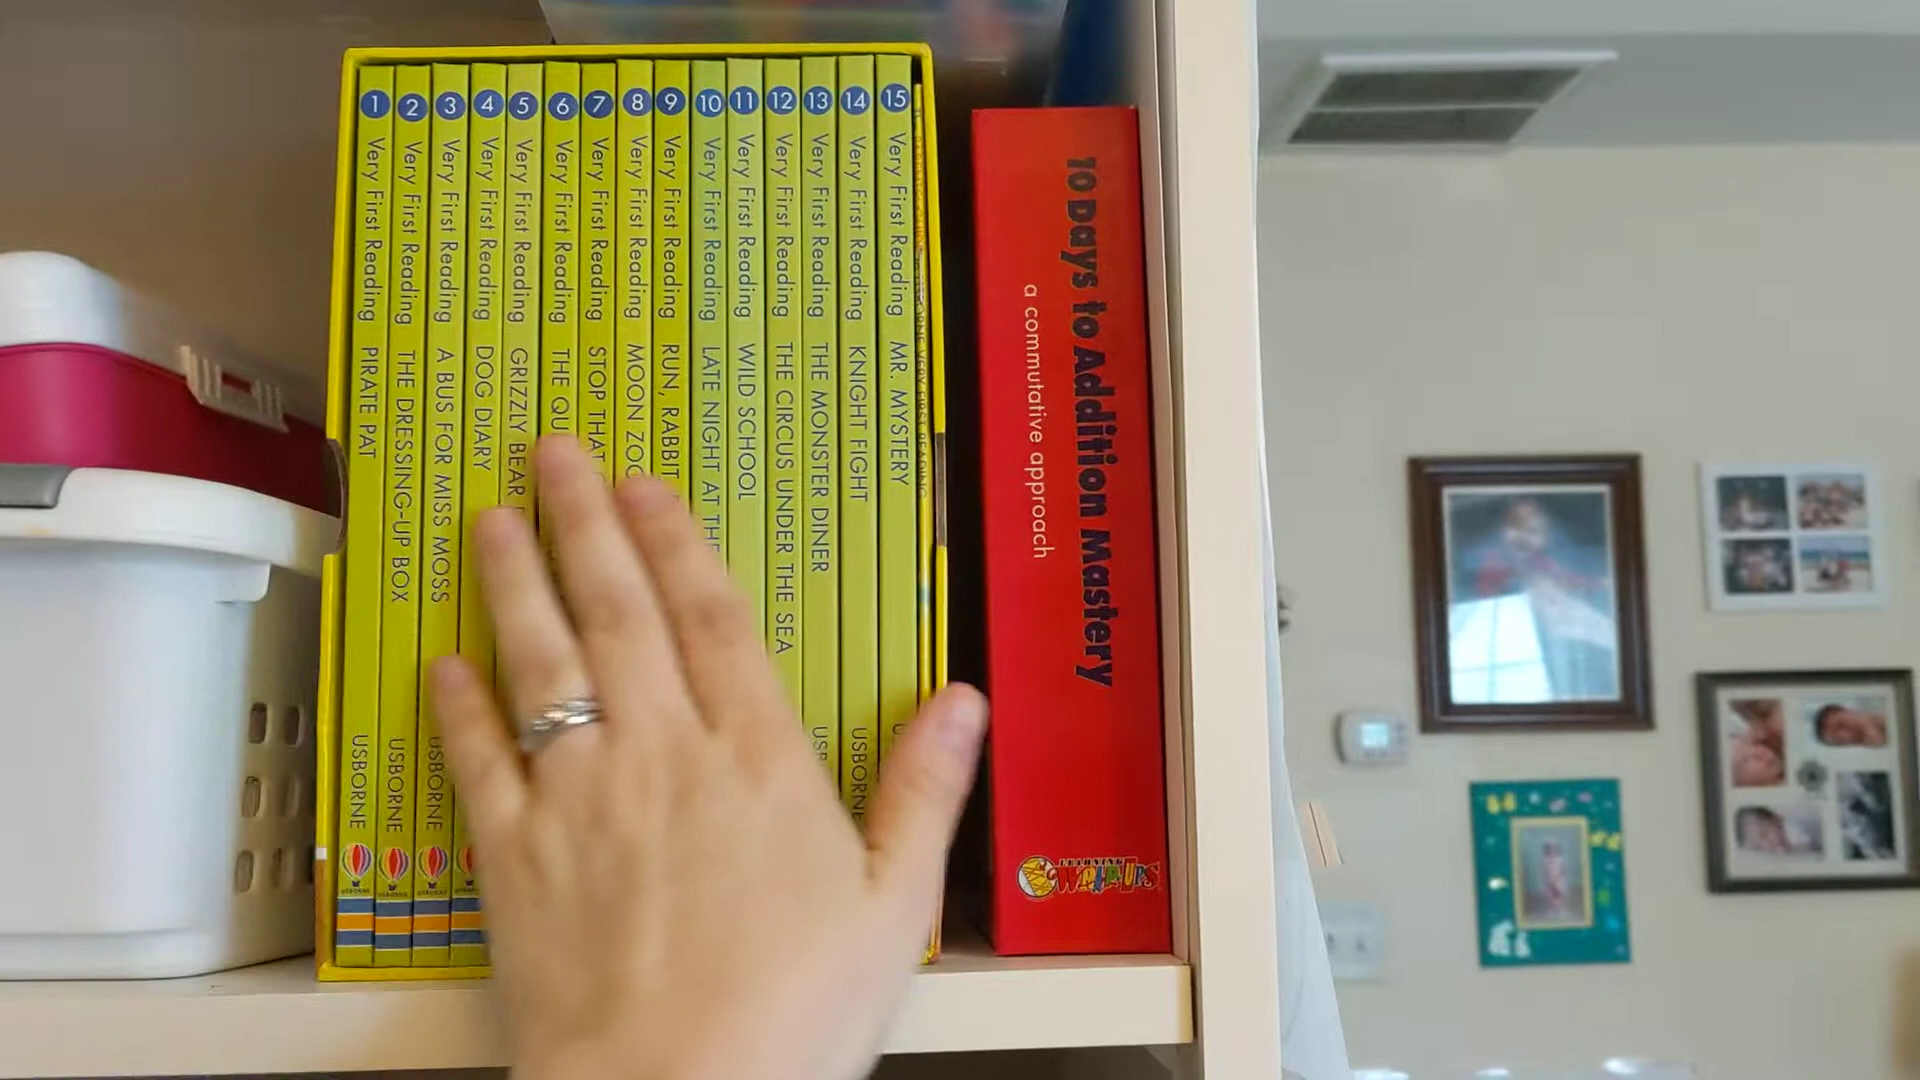 1 Very First Reading PIRATE PAT USBORNE
2 Very First Reading THE DRESSING-UP BOX USBORNE
3 Very First Reading A BUS FOR MISS MOSS USBORNE
4 Very First Reading DOG DIARY
5 Very First Reading GRIZZLY BEAR
6 Very First Reading THE QU
7 Very First Reading STOP THAT
8 Very First Reading MOON ZOO
9 Very First Reading RUN, RABBIT
10 Very First Reading LATE NIGHT AT THE
11 Very First Reading WILD SCHOOL
12 Very First Reading THE CIRCUS UNDER THE SEA
13 Very First Reading THE MONSTER DINER USB
14 Very First Reading KNIGHT FIGHT USBORNE
15 Very First Reading MR. MYSTERY U
10 Days to Addition Mastery
a commutative approach
LEARNING
WRAP-UPS